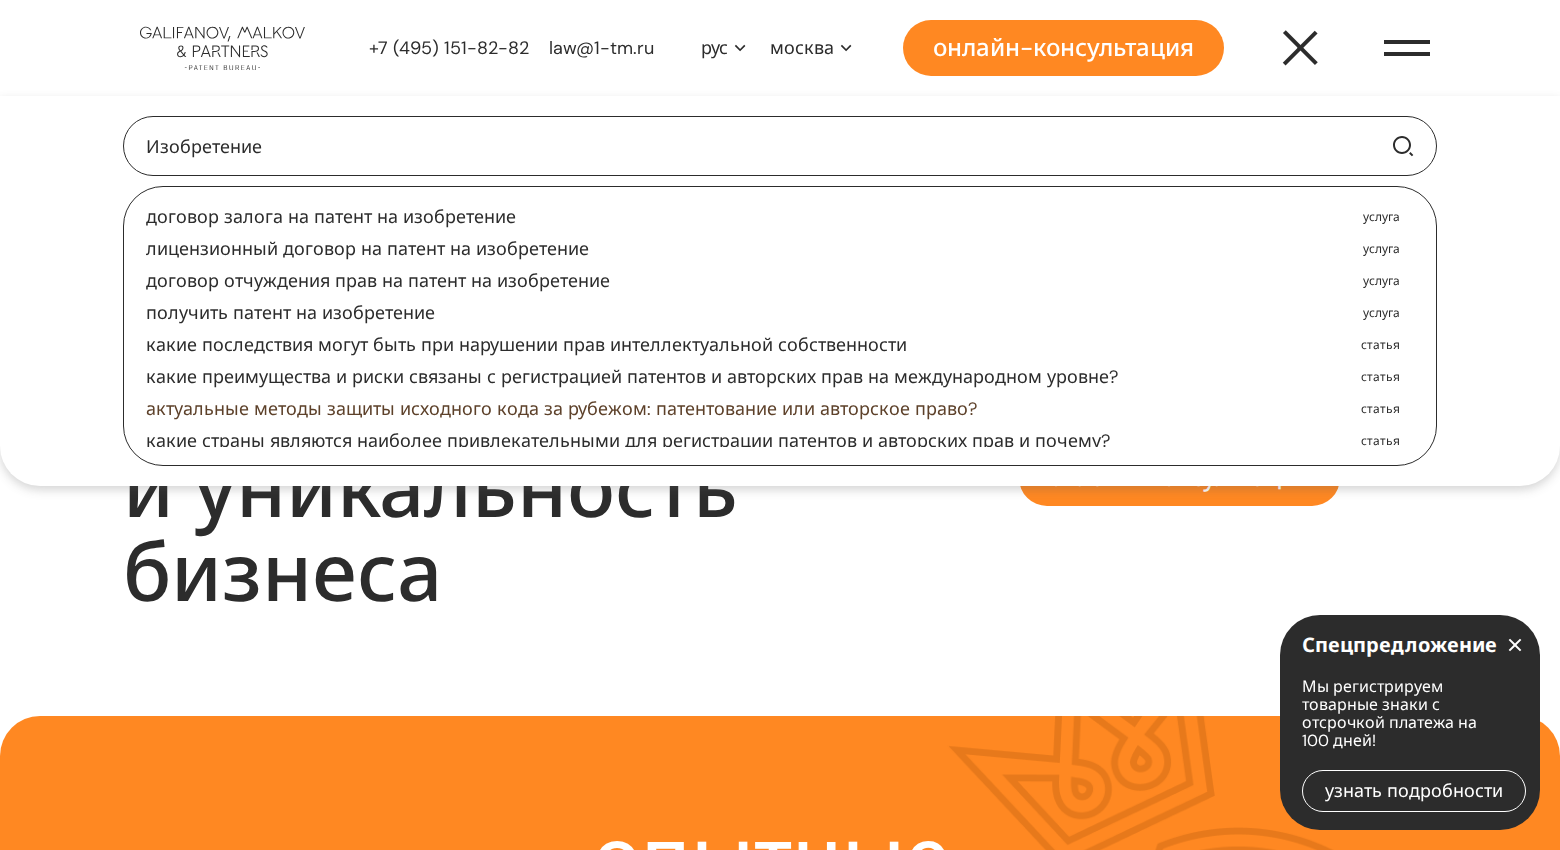 GALIFANOV, MALKOV
& PARTNERS
-PATENT BUREAU-
+7 (495) 151-82-82 law@1-tm.ru рус москва онлайн-консультация
Изобретение
договор залога на патент на изобретение услуга
лицензионный договор на патент на изобретение услуга
договор отчуждения прав на патент на изобретение услуга
получить патент на изобретение услуга
какие последствия могут быть при нарушении прав интеллектуальной собственности статья
какие преимущества и риски связаны с регистрацией патентов и авторских прав на международном уровне? статья
актуальные методы защиты исходного кода за рубежом: патентование или авторское право? статья
какие страны являются наиболее привлекательными для регистрации патентов и авторских прав и почему? статья
и уникальность
бизнеса
Спецпредложение
Мы регистрируем
товарные знаки с
отсрочкой платежа на
100 дней!
узнать подробности
опытные